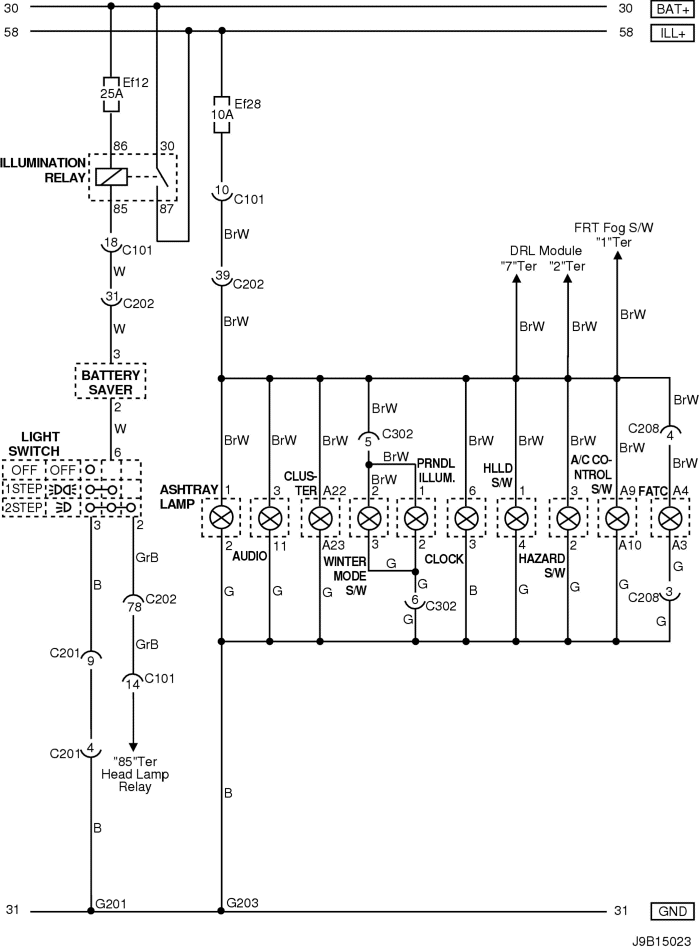 30 30 BAT+
58 58 ILL+
Ef12
25A
Ef28
10A
86 30
ILLUMINATION
RELAY
85 87
10 C101
18 C101
BrW
W
FRT Fog S/W
"1"Ter
DRL Module
"7"Ter "2"Ter
39 C202
31 C202
W
BrW BrW BrW BrW
3
BATTERY
SAVER
2
W
BrW BrW
C302
5
C208
4
BrW BrW BrW BrW BrW BrW BrW BrW BrW
LIGHT
SWITCH
6
OFF OFF
1STEP
2STEP
3 2
ASHTRAY
LAMP
CLUS-
TER
PRNDL
ILLUM.
HLLD
S/W
A/C CO-
NTROL
S/W
FATC
1 3 A22 2 1 6 1 3 A9 A4
2 11 A23 3 2 3 4 2 A10 A3
AUDIO
WINTER
MODE
S/W
CLOCK
HAZARD
S/W
G
G G G G B G G G
6 C302
C208 3
G G
GrB
B
C202
78
GrB
C201
9
C101
14
4
C201
"85"Ter
Head Lamp
Relay
B
B
31 G201 G203 31 GND
J9B15023